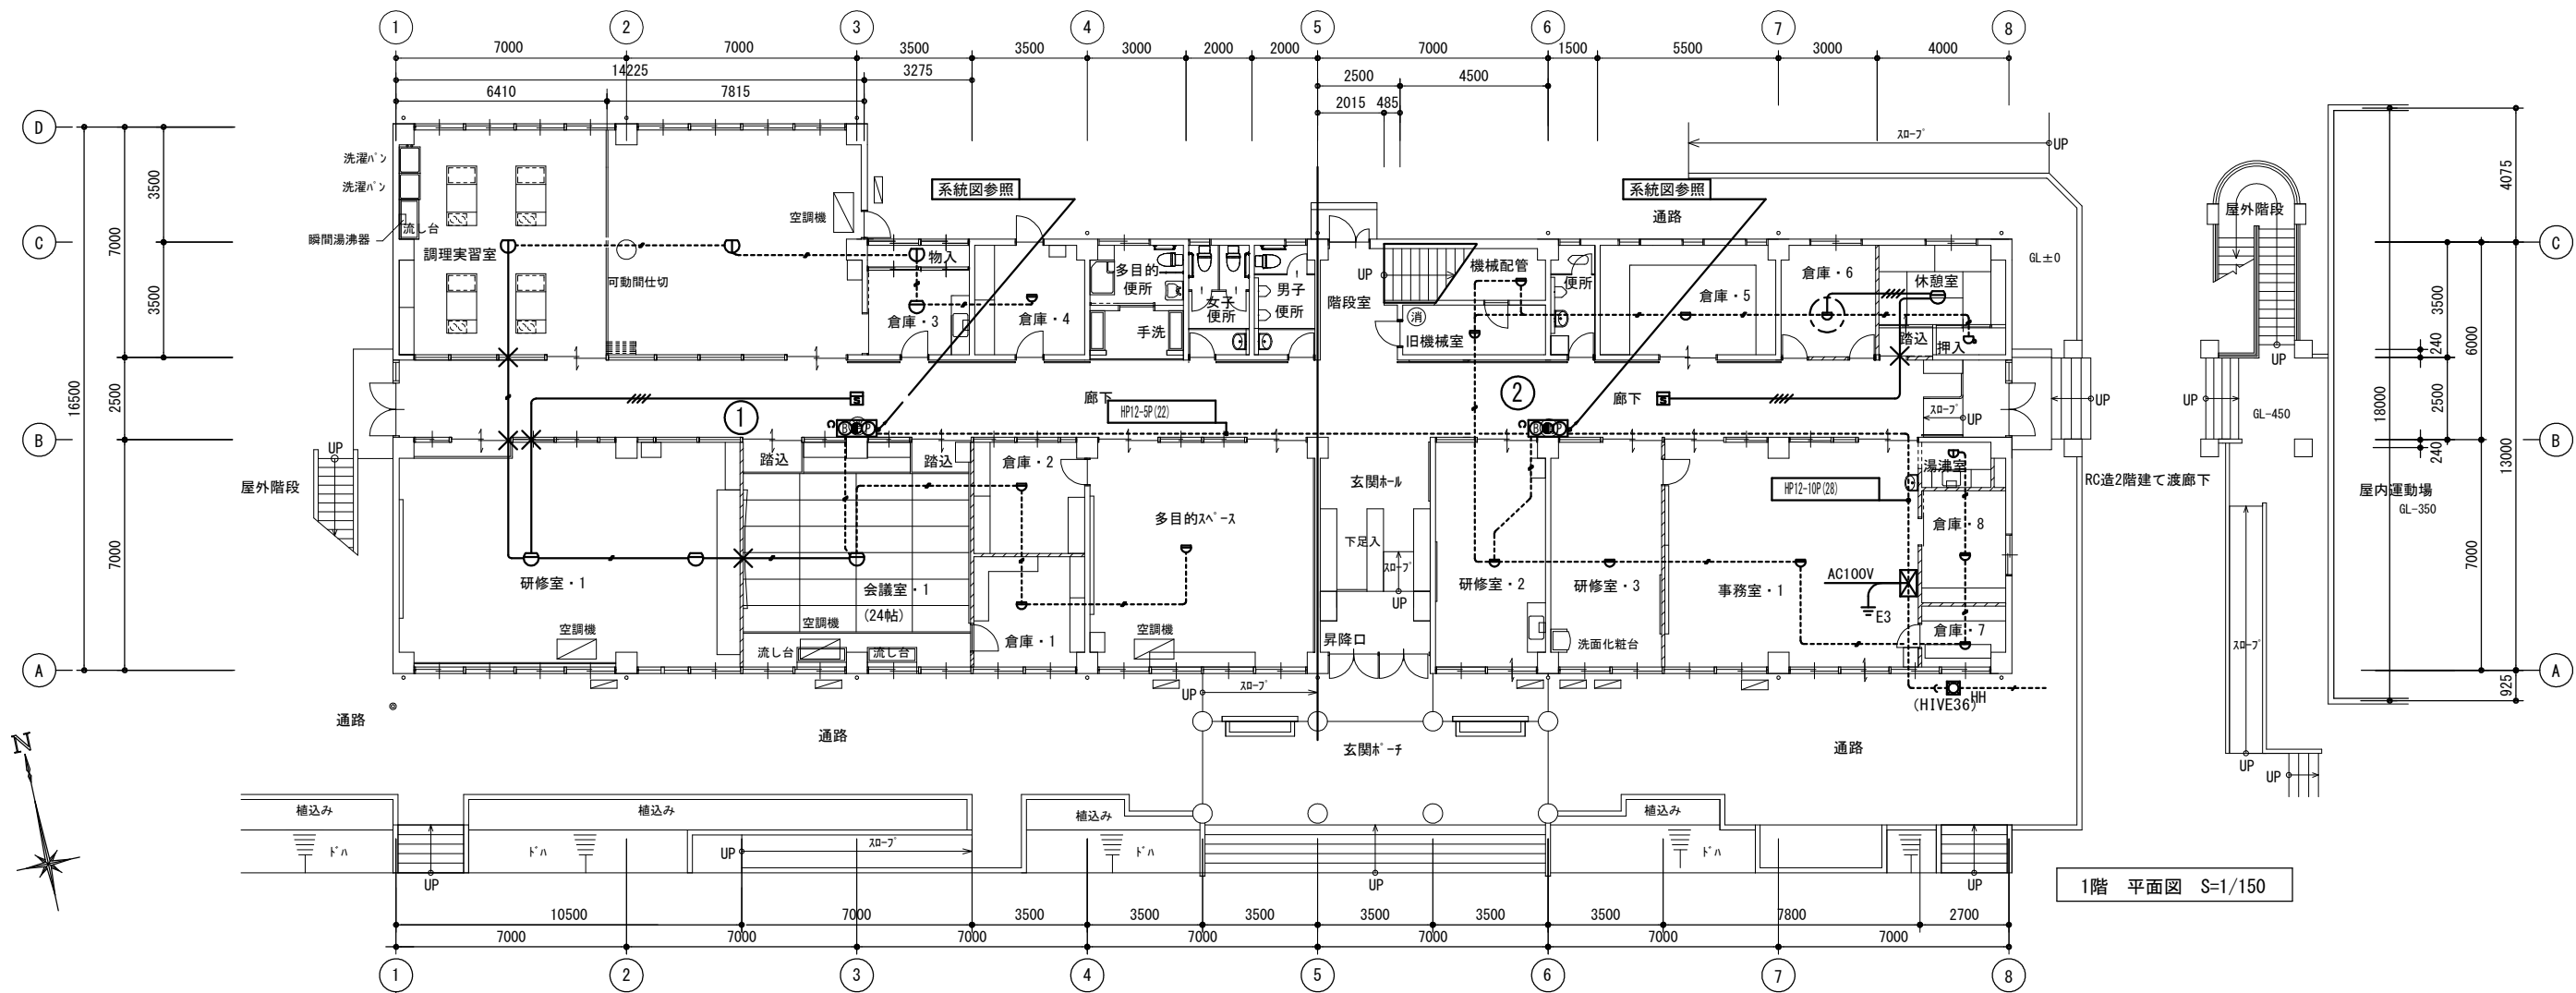 1 2 3 4 5 6 7 8
7000 7000 3500 3500 3000 2000 2000 7000 1500 5500 3000 4000
14225 3275 2500 4500
6410 7815 2015 485
D
C
B
A
16500
7000
2500
7000
3500
3500
洗濯パン
洗濯パン
流し台
瞬間湯沸器
調理実習室
可動間仕切
空調機
系統図参照
物入
倉庫・3
倉庫・4
多目的
便所
手洗
女子
便所
男子
便所
階段室
UP
機械配管
消
旧機械室
便所
系統図参照
通路
スロープ
UP
倉庫・5
倉庫・6
休憩室
踏込
押入
GL±0
S
1
廊下
HP12-5P(22)
B P
2
B P
廊下
S
スロープ
UP
UP
UP
屋外階段
研修室・1
空調機
踏込
踏込
会議室・1
(24帖)
空調機
流し台
流し台
倉庫・2
倉庫・1
多目的スペース
空調機
玄関ホール
下足入
スロープ
UP
昇降口
研修室・2
研修室・3
洗面化粧台
事務室・1
HP12-10P(28)
AC100V
E3
湯沸室
倉庫・8
倉庫・7
HH
(HIVE36)
RC造2階建て渡廊下
屋外階段
UP
UP
GL-450
スロープ
UP
UP
屋内運動場
GL-350
4075
18000
13000
925
3500
240
2500
240
6000
7000
C
B
A
通路
通路
UP
スロープ
玄関ポーチ
通路
N
植込み
植込み
植込み
植込み
ドハ
ドハ
ドハ
ドハ
UP
UP
スロープ
UP
UP
1階 平面図 S=1/150
10500 7000 3500 3500 3500 3500 3500 3500 7800 2700
7000 7000 7000 7000 7000 7000 7000
1 2 3 4 5 6 7 8